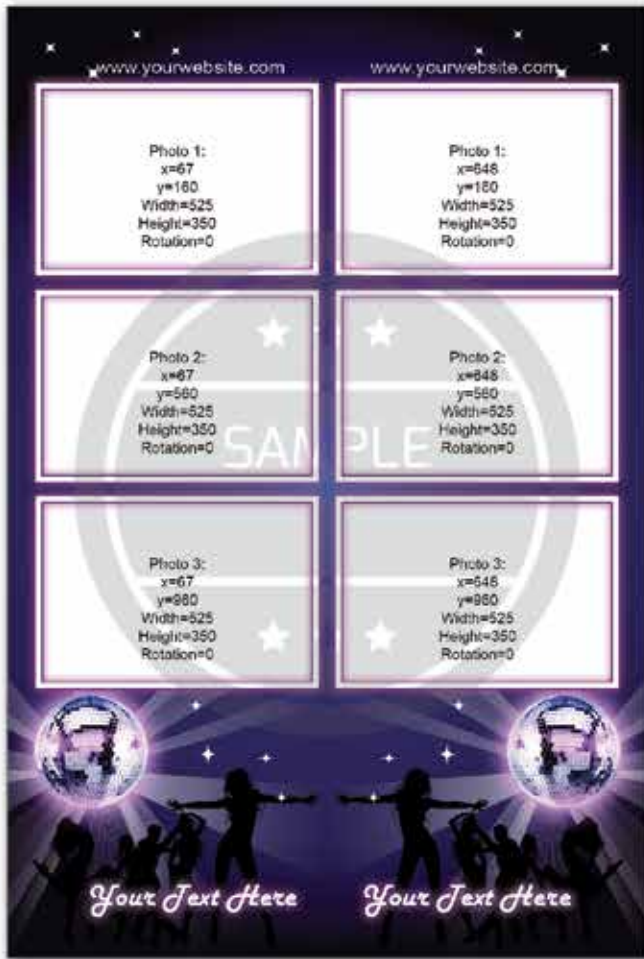 www.yourwebsite.com
www.yourwebsite.com
Photo 1:
x=67
y=160
Width=525
Height=350
Rotation=0
Photo 1:
x=648
y=160
Width=525
Height=350
Rotation=0
Photo 2:
x=67
y=560
Width=525
Height=350
Rotation=0
Photo 2:
x=648
y=560
Width=525
Height=350
Rotation=0
SAMPLE
Photo 3:
x=67
y=960
Width=525
Height=350
Rotation=0
Photo 3:
x=648
y=960
Width=525
Height=350
Rotation=0
Your Text Here
Your Text Here